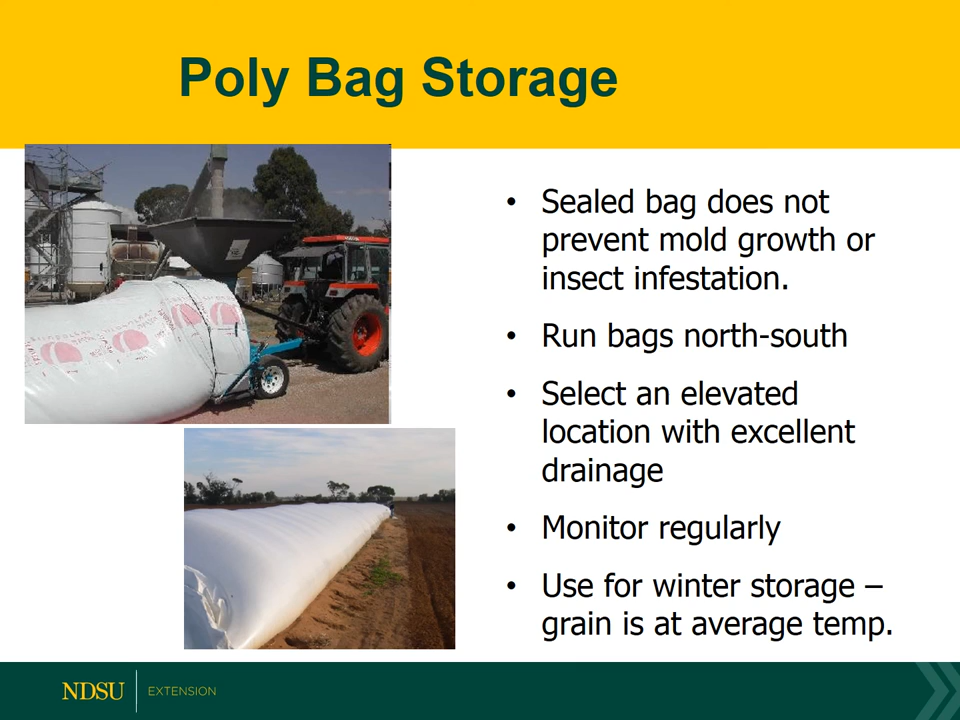 Poly Bag Storage
• Sealed bag does not
prevent mold growth or
insect infestation.
• Run bags north-south
• Select an elevated
location with excellent
drainage
• Monitor regularly
• Use for winter storage –
grain is at average temp.
NDSU EXTENSION